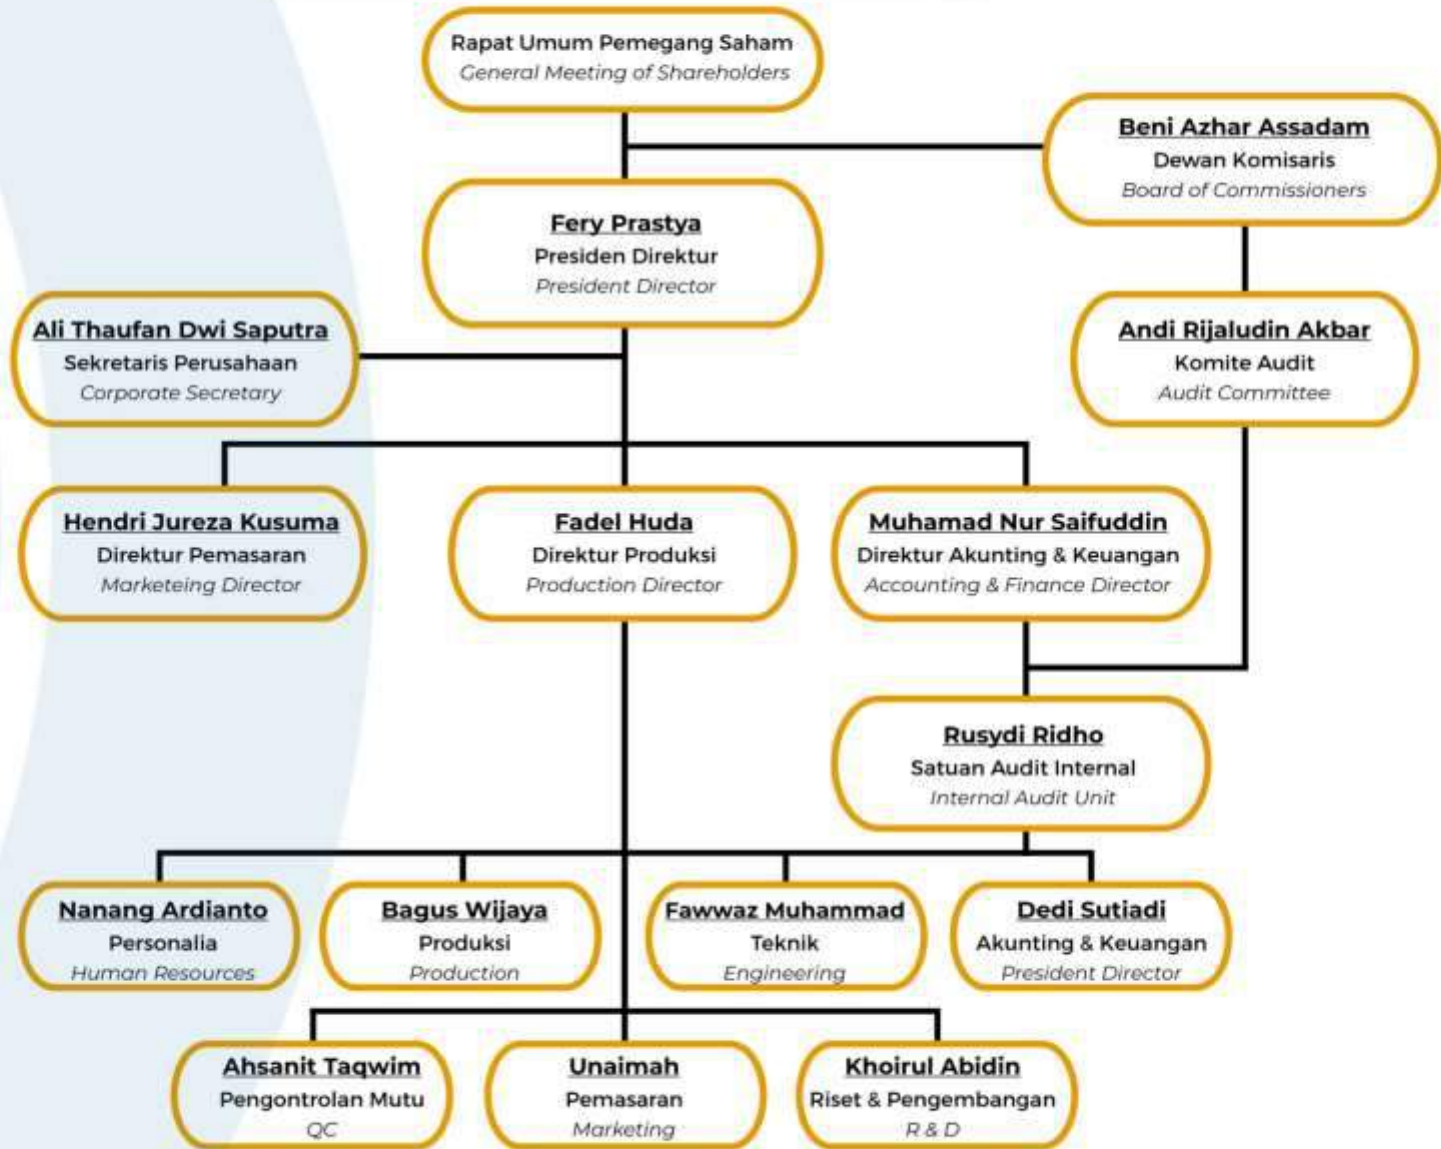 Rapat Umum Pemegang Saham
General Meeting of Shareholders
Beni Azhar Assadam
Dewan Komisaris
Board of Commissioners
Fery Prastya
Presiden Direktur
President Director
Ali Thaufan Dwi Saputra
Sekretaris Perusahaan
Corporate Secretary
Andi Rijaludin Akbar
Komite Audit
Audit Committee
Hendri Jureza Kusuma
Direktur Pemasaran
Marketeing Director
Fadel Huda
Direktur Produksi
Production Director
Muhamad Nur Saifuddin
Direktur Akunting & Keuangan
Accounting & Finance Director
Rusydi Ridho
Satuan Audit Internal
Internal Audit Unit
Nanang Ardianto
Personalia
Human Resources
Bagus Wijaya
Produksi
Production
Fawwaz Muhammad
Teknik
Engineering
Dedi Sutiadi
Akunting & Keuangan
President Director
Ahsanit Taqwim
Pengontrolan Mutu
QC
Unaimah
Pemasaran
Marketing
Khoirul Abidin
Riset & Pengembangan
R & D